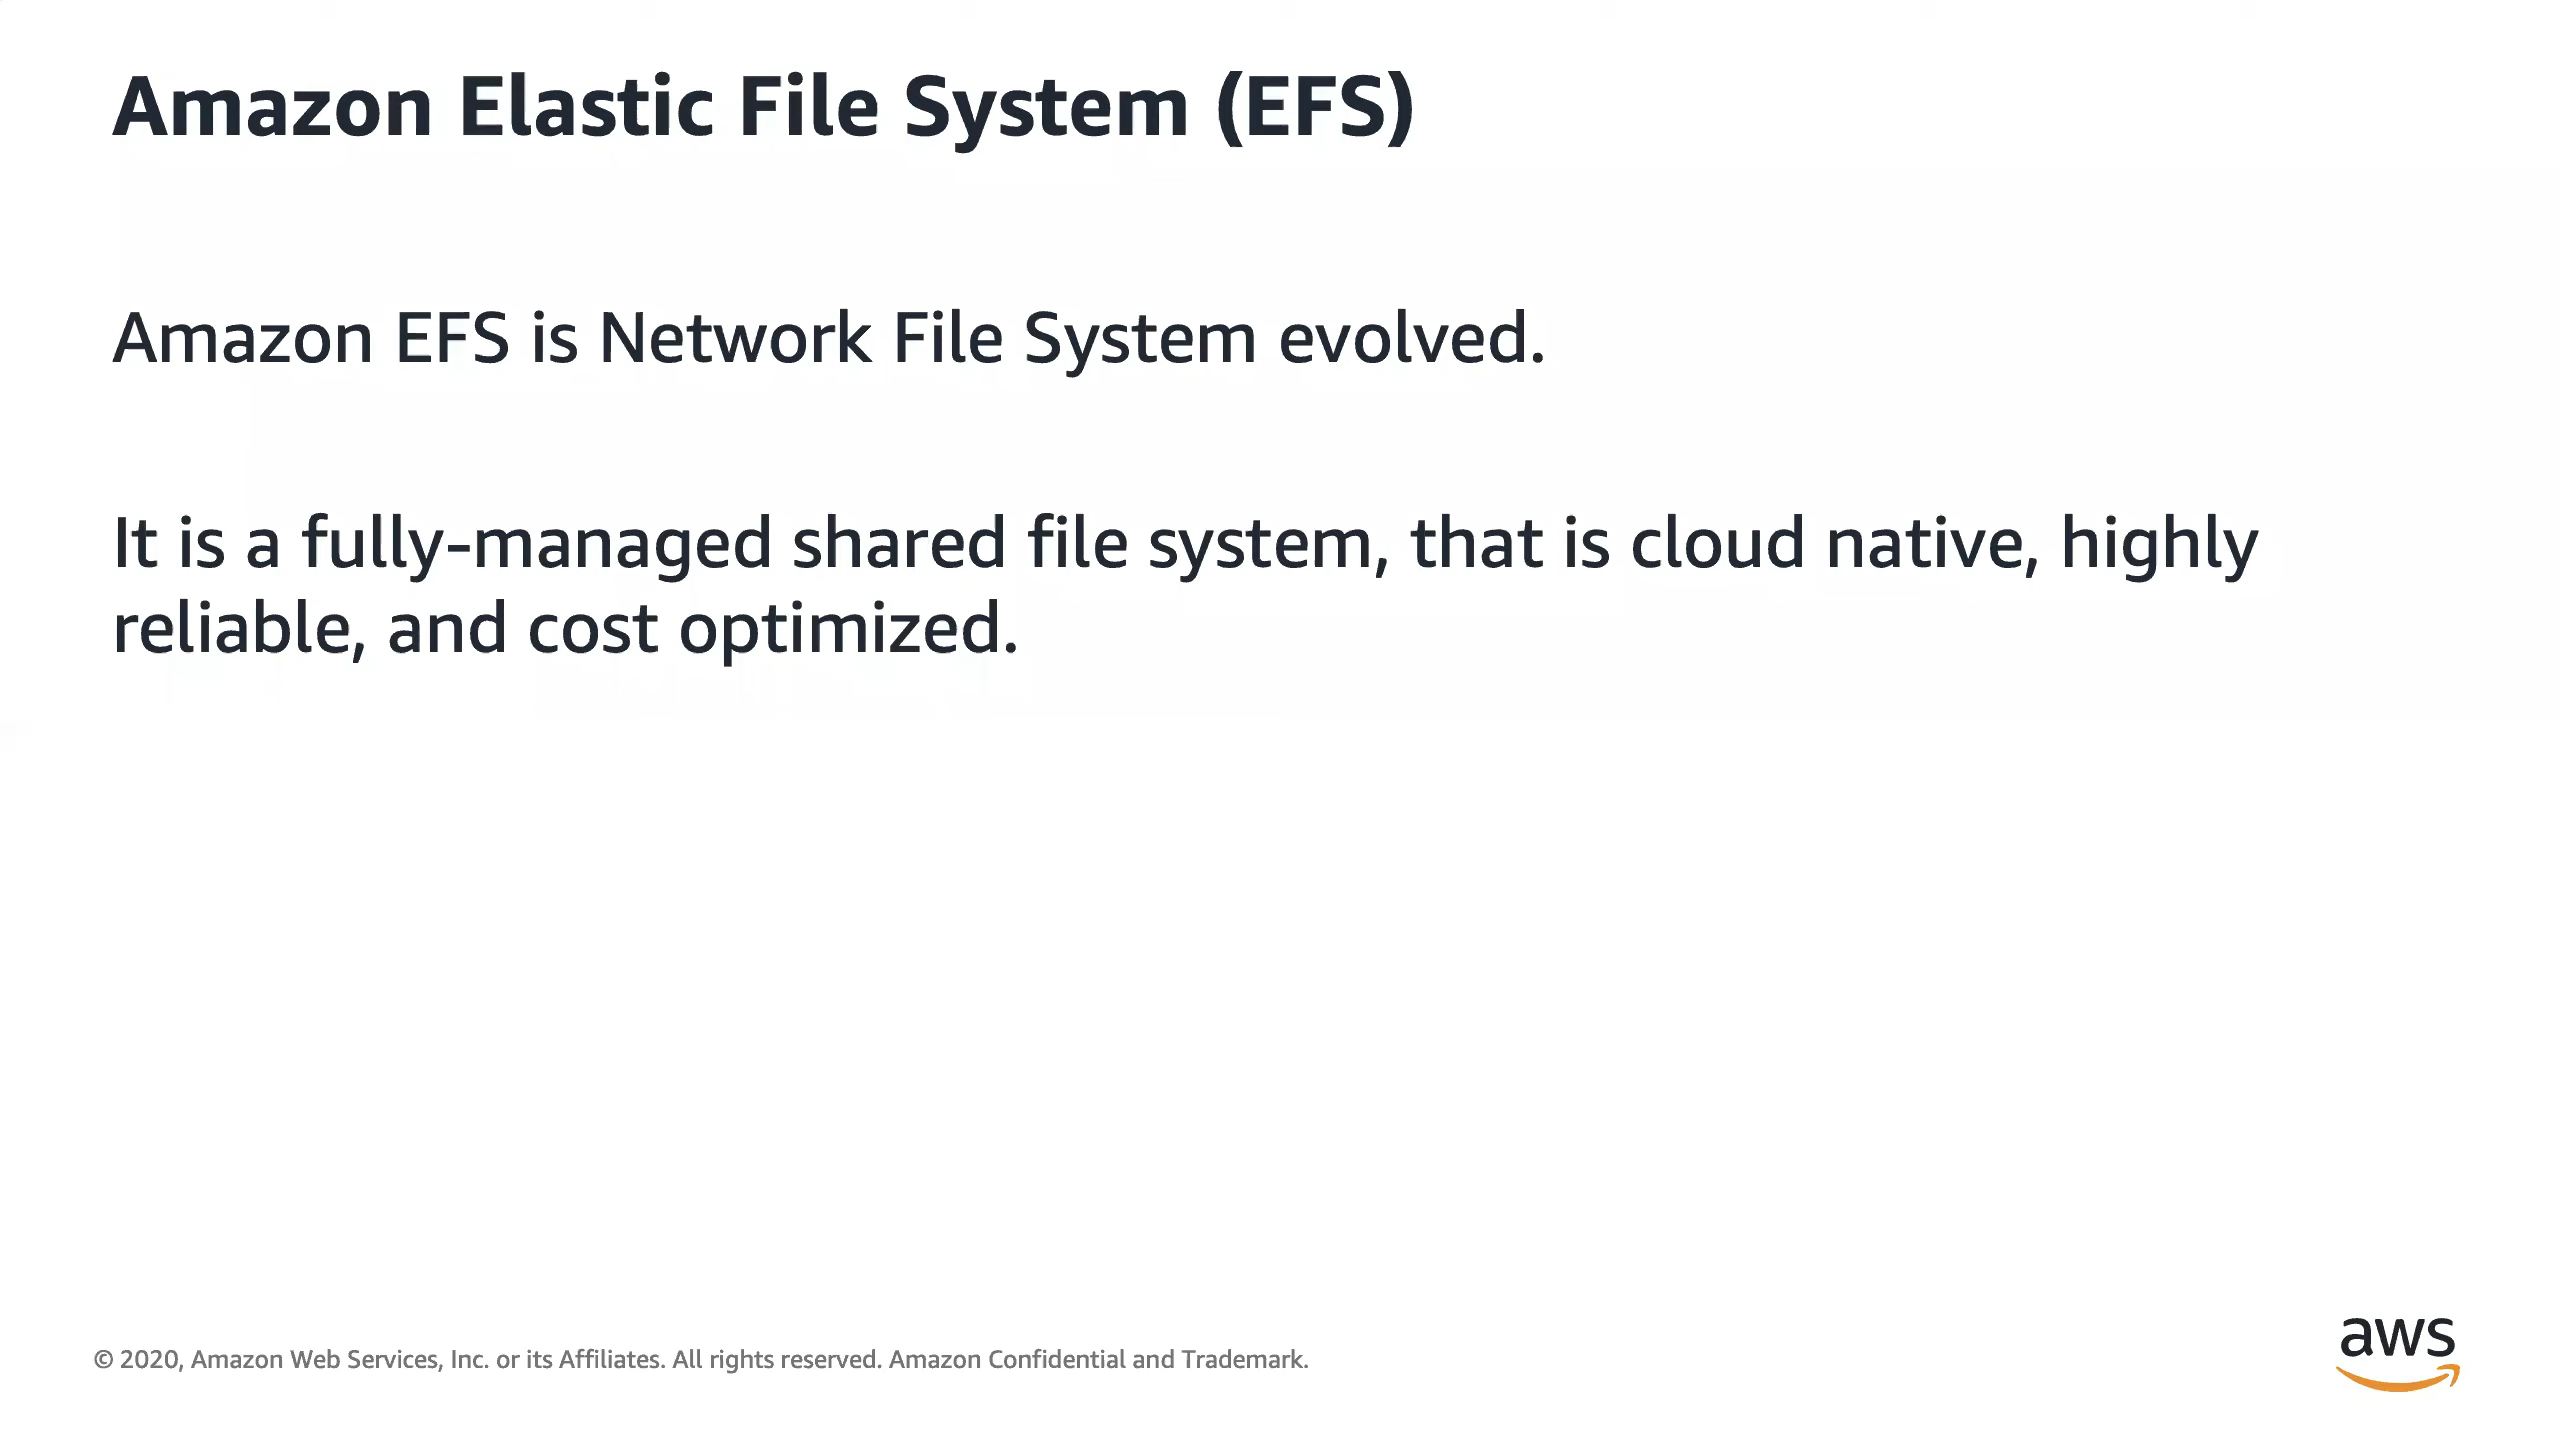 Amazon Elastic File System (EFS)
Amazon EFS is Network File System evolved.
It is a fully-managed shared file system, that is cloud native, highly
reliable, and cost optimized.
© 2020, Amazon Web Services, Inc. or its Affiliates. All rights reserved. Amazon Confidential and Trademark.
aws